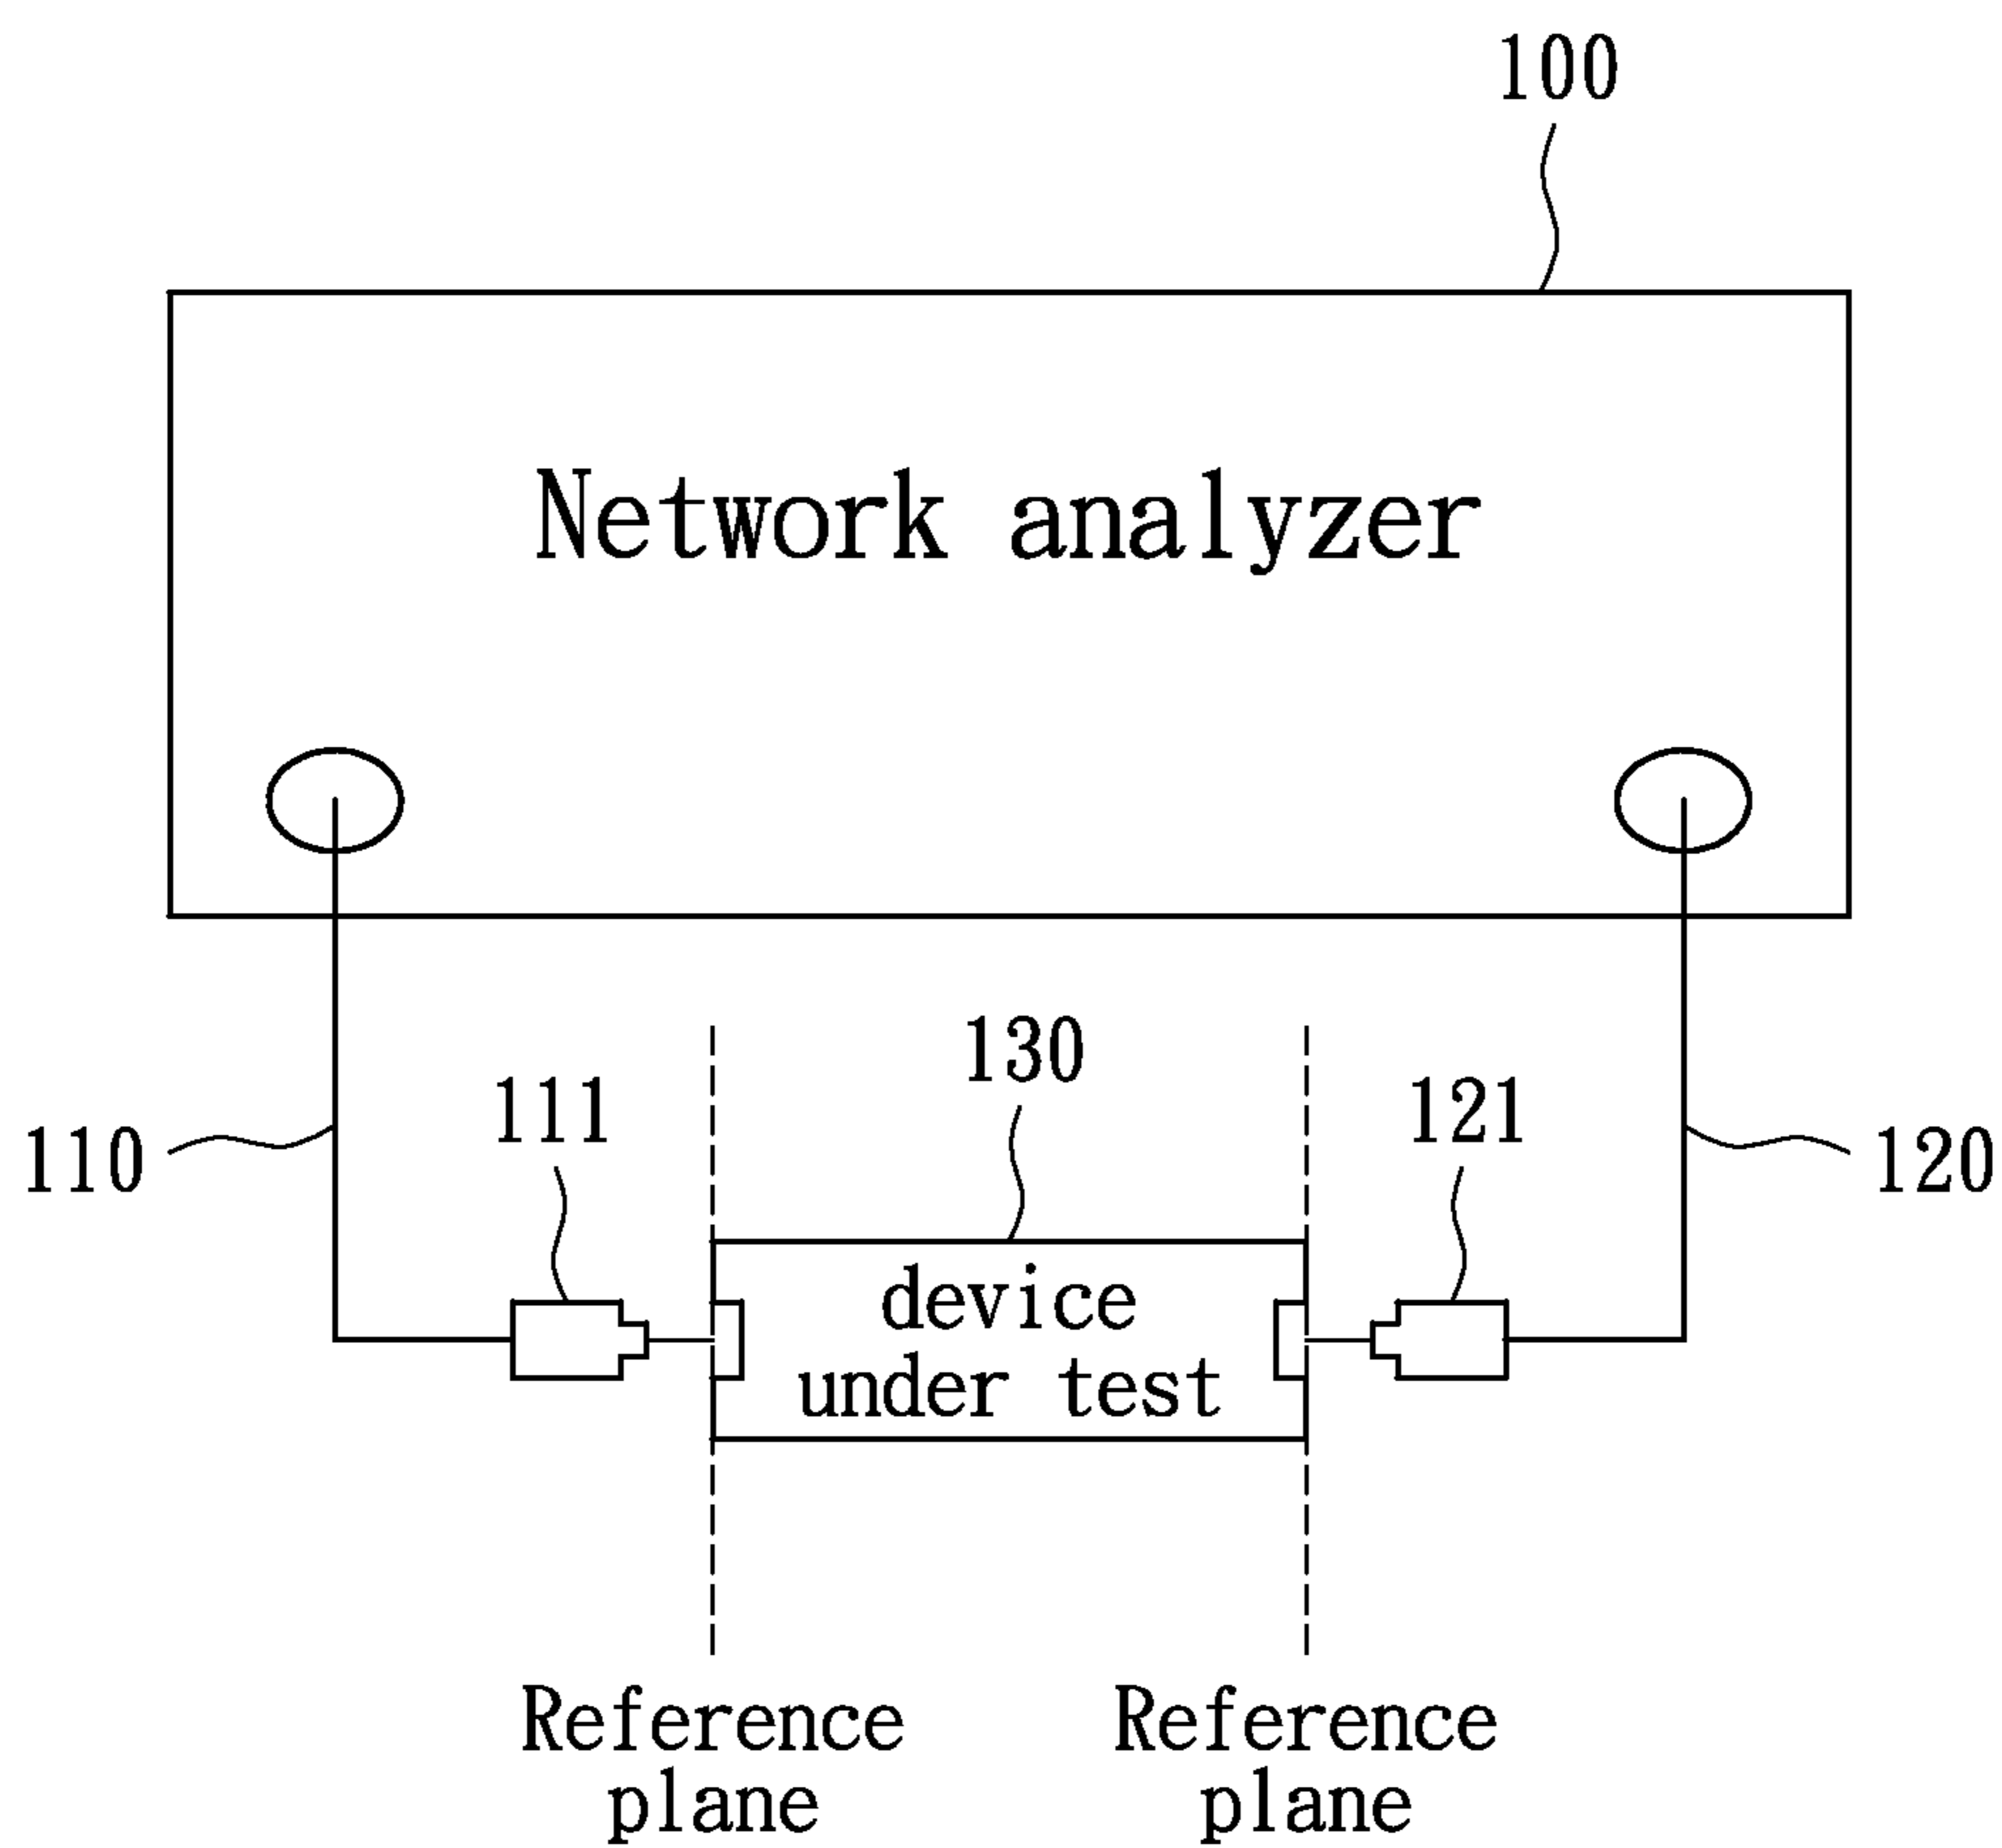 100
Network analyzer
130
111
121
110
120
device
under test
Reference
plane
Reference
plane